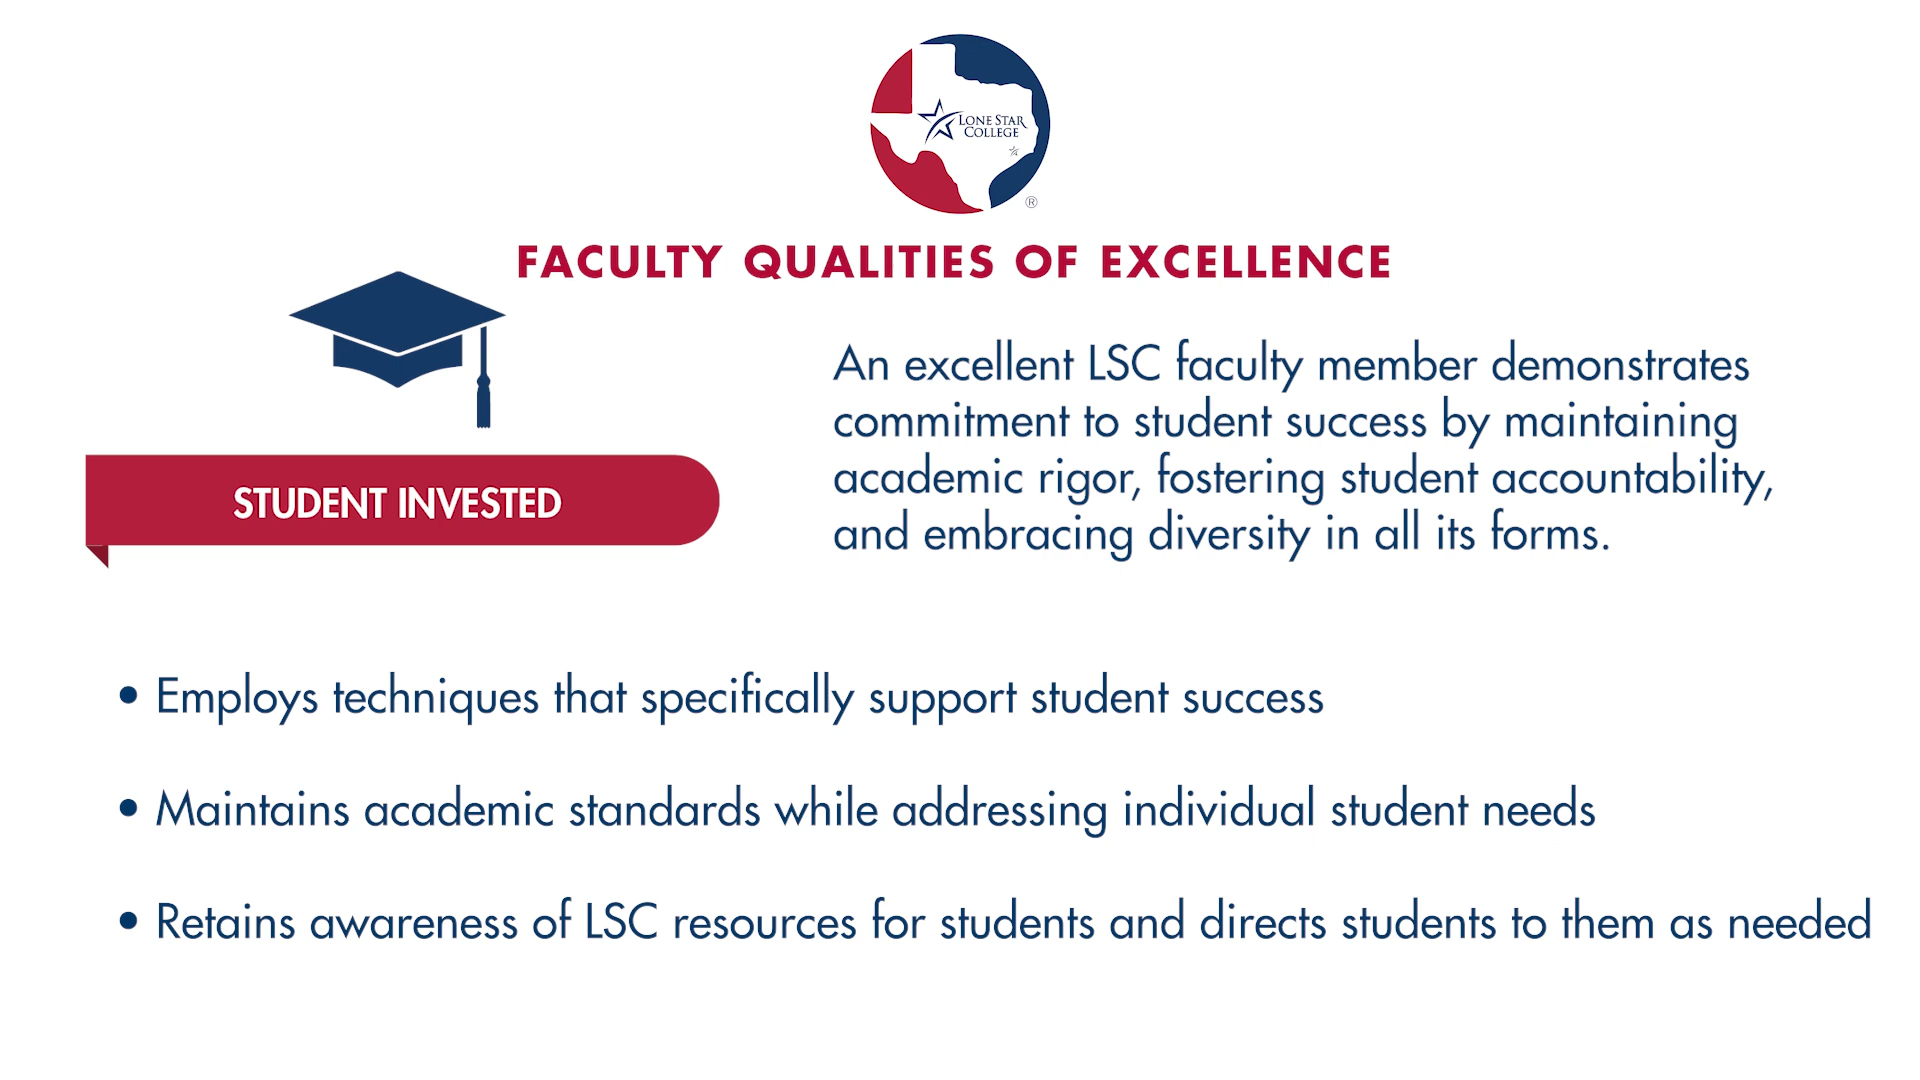 LONE STAR
COLLEGE
®
FACULTY QUALITIES OF EXCELLENCE
STUDENT INVESTED
An excellent LSC faculty member demonstrates
commitment to student success by maintaining
academic rigor, fostering student accountability,
and embracing diversity in all its forms.
• Employs techniques that specifically support student success
• Maintains academic standards while addressing individual student needs
• Retains awareness of LSC resources for students and directs students to them as needed